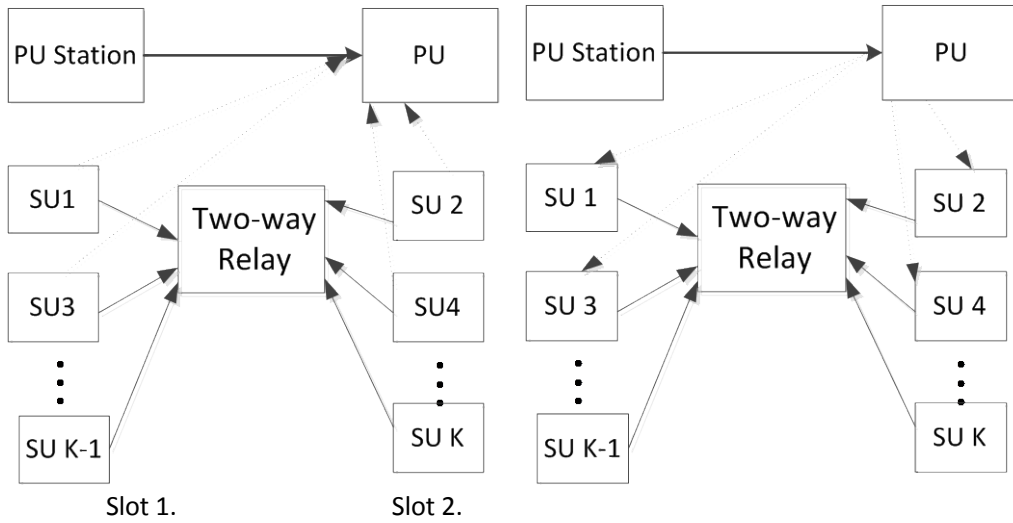 PU Station
PU
SU1
SU 2
Two-way
Relay
SU3
SU4
SU K-1
SU K
Slot 1.
Slot 2.
PU Station
PU
SU 1
SU 2
Two-way
Relay
SU 3
SU 4
SU K-1
SU K